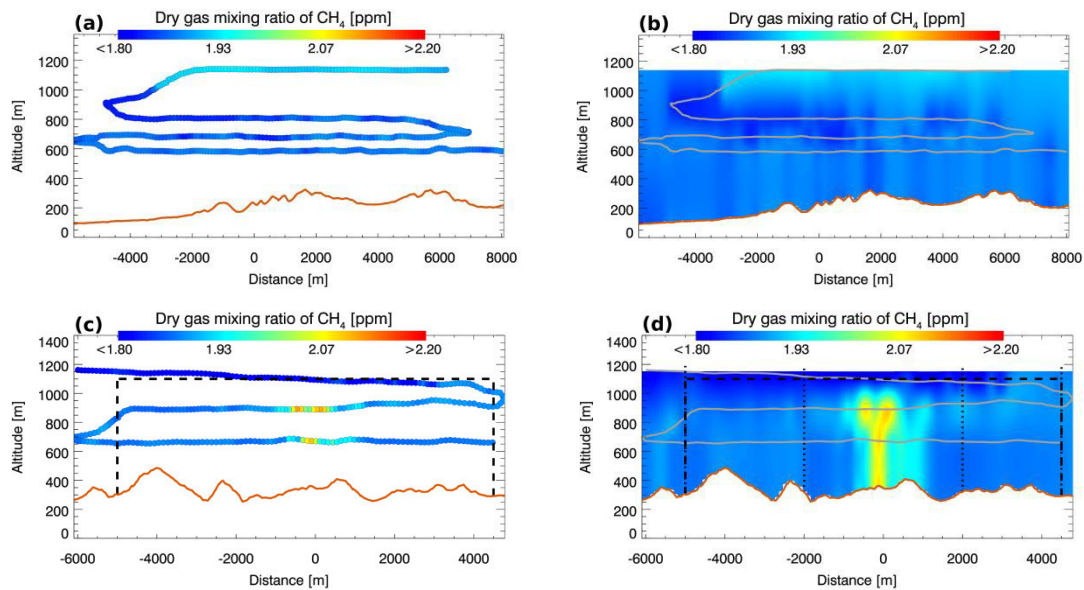 (a) Dry gas mixing ratio of CH4 [ppm]
<1.80 1.93 2.07 >2.20
1200
1000
800
600
400
200
0
Altitude [m]
-4000 -2000 0 2000 4000 6000 8000
Distance [m]
(b) Dry gas mixing ratio of CH4 [ppm]
<1.80 1.93 2.07 >2.20
1200
1000
800
600
400
200
0
Altitude [m]
-4000 -2000 0 2000 4000 6000 8000
Distance [m]
(c) Dry gas mixing ratio of CH4 [ppm]
<1.80 1.93 2.07 >2.20
1400
1200
1000
800
600
400
200
0
Altitude [m]
-6000 -4000 -2000 0 2000 4000
Distance [m]
(d) Dry gas mixing ratio of CH4 [ppm]
<1.80 1.93 2.07 >2.20
1400
1200
1000
800
600
400
200
0
Altitude [m]
-6000 -4000 -2000 0 2000 4000
Distance [m]